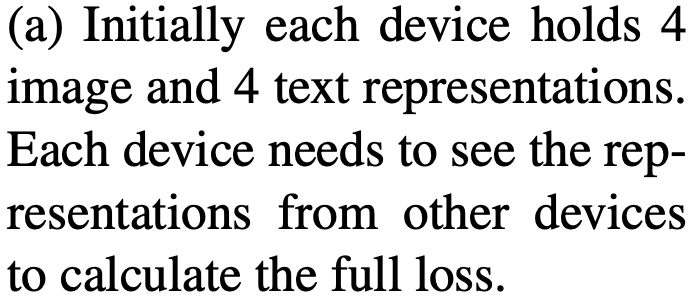 (a) Initially each device holds 4
image and 4 text representations.
Each device needs to see the rep-
resentations from other devices
to calculate the full loss.